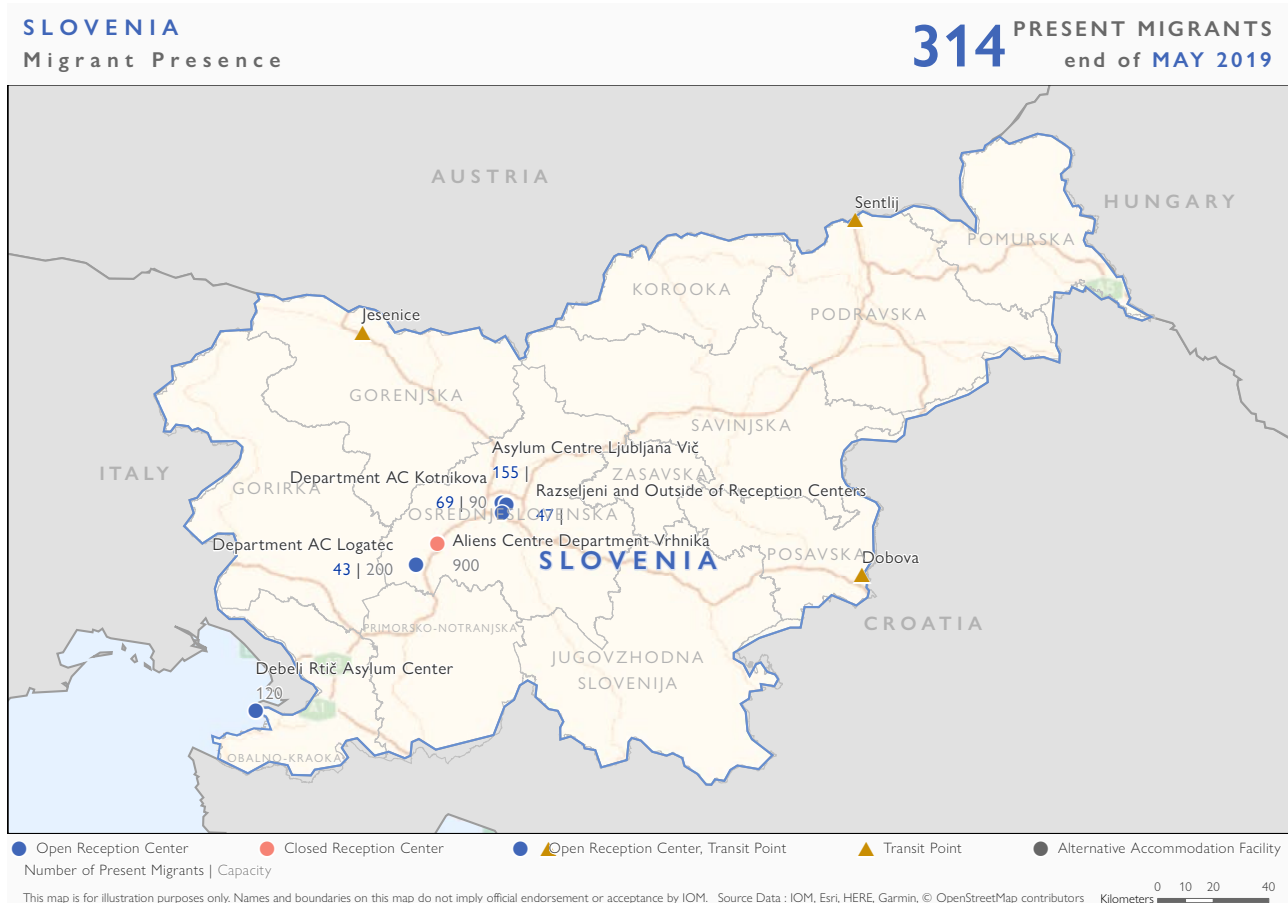 SLOVENIA
Migrant Presence
314 PRESENT MIGRANTS
end of MAY 2019
AUSTRIA
HUNGARY
Sentlij
POMURSKA
KOROOKA
PODRAVSKA
Jesenice
GORENJSKA
SAVINJSKA
Asylum Centre Ljubljana Vič
155 |
ITALY
ZASAVSKA
Department AC Kotnikova
69 | 90
GORIRKA
Razseljeni and Outside of Reception Centers
47 |
OSREDNJESLOVENSKA
Department AC Logatec
43 | 200
Aliens Centre Department Vrhnika
900
SLOVENIA
POSAVSKA
Dobova
CROATIA
PRIMORSKO-NOTRANJSKA
JUGOVZHODNA
SLOVENIJA
Debeli Rtič Asylum Center
120
A1
OBALNO-KRAOKA
Open Reception Center
Closed Reception Center
Open Reception Center, Transit Point
Transit Point
Alternative Accommodation Facility
Number of Present Migrants | Capacity
This map is for illustration purposes only. Names and boundaries on this map do not imply official endorsement or acceptance by IOM. Source Data : IOM, Esri, HERE, Garmin, © OpenStreetMap contributors
Kilometers
0 10 20 40